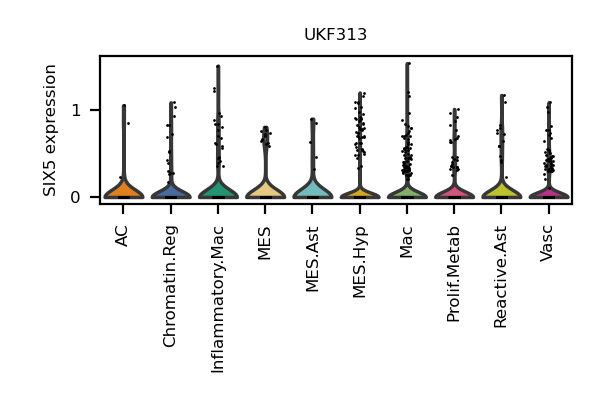 UKF313
SIX5 expression
1
0
AC
Chromatin.Reg
Inflammatory.Mac
MES
MES.Ast
MES.Hyp
Mac
Prolif.Metab
Reactive.Ast
Vasc